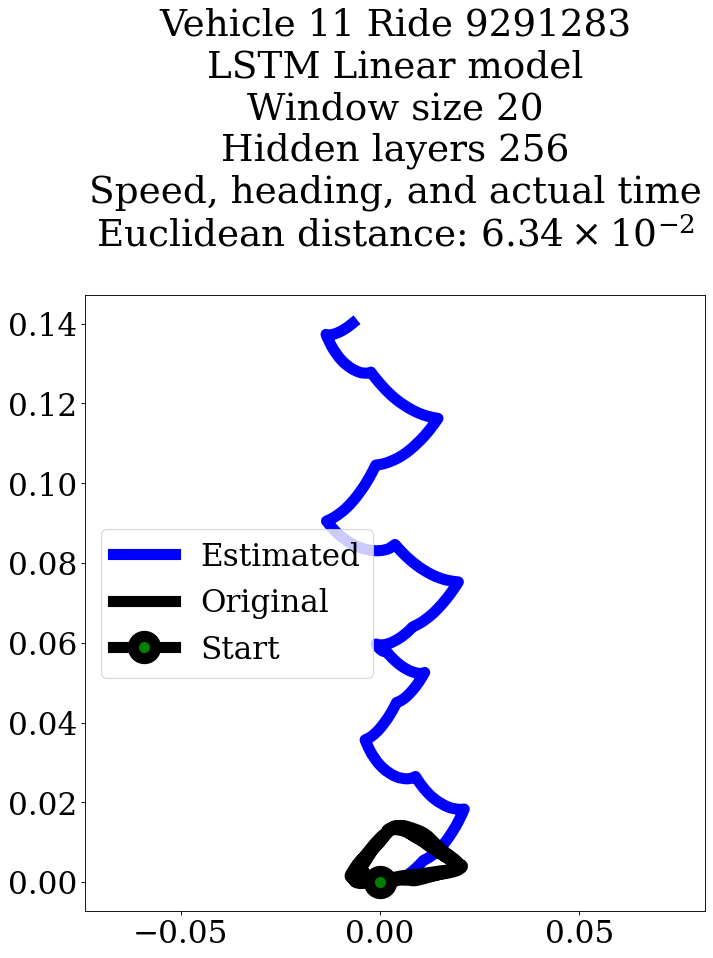 Vehicle 11 Ride 9291283
LSTM Linear model
Window size 20
Hidden layers 256
Speed, heading, and actual time
Euclidean distance: 6.34 × 10⁻²
0.14
0.12
0.10
0.08
0.06
0.04
0.02
0.00
Estimated
Original
Start
−0.05
0.00
0.05